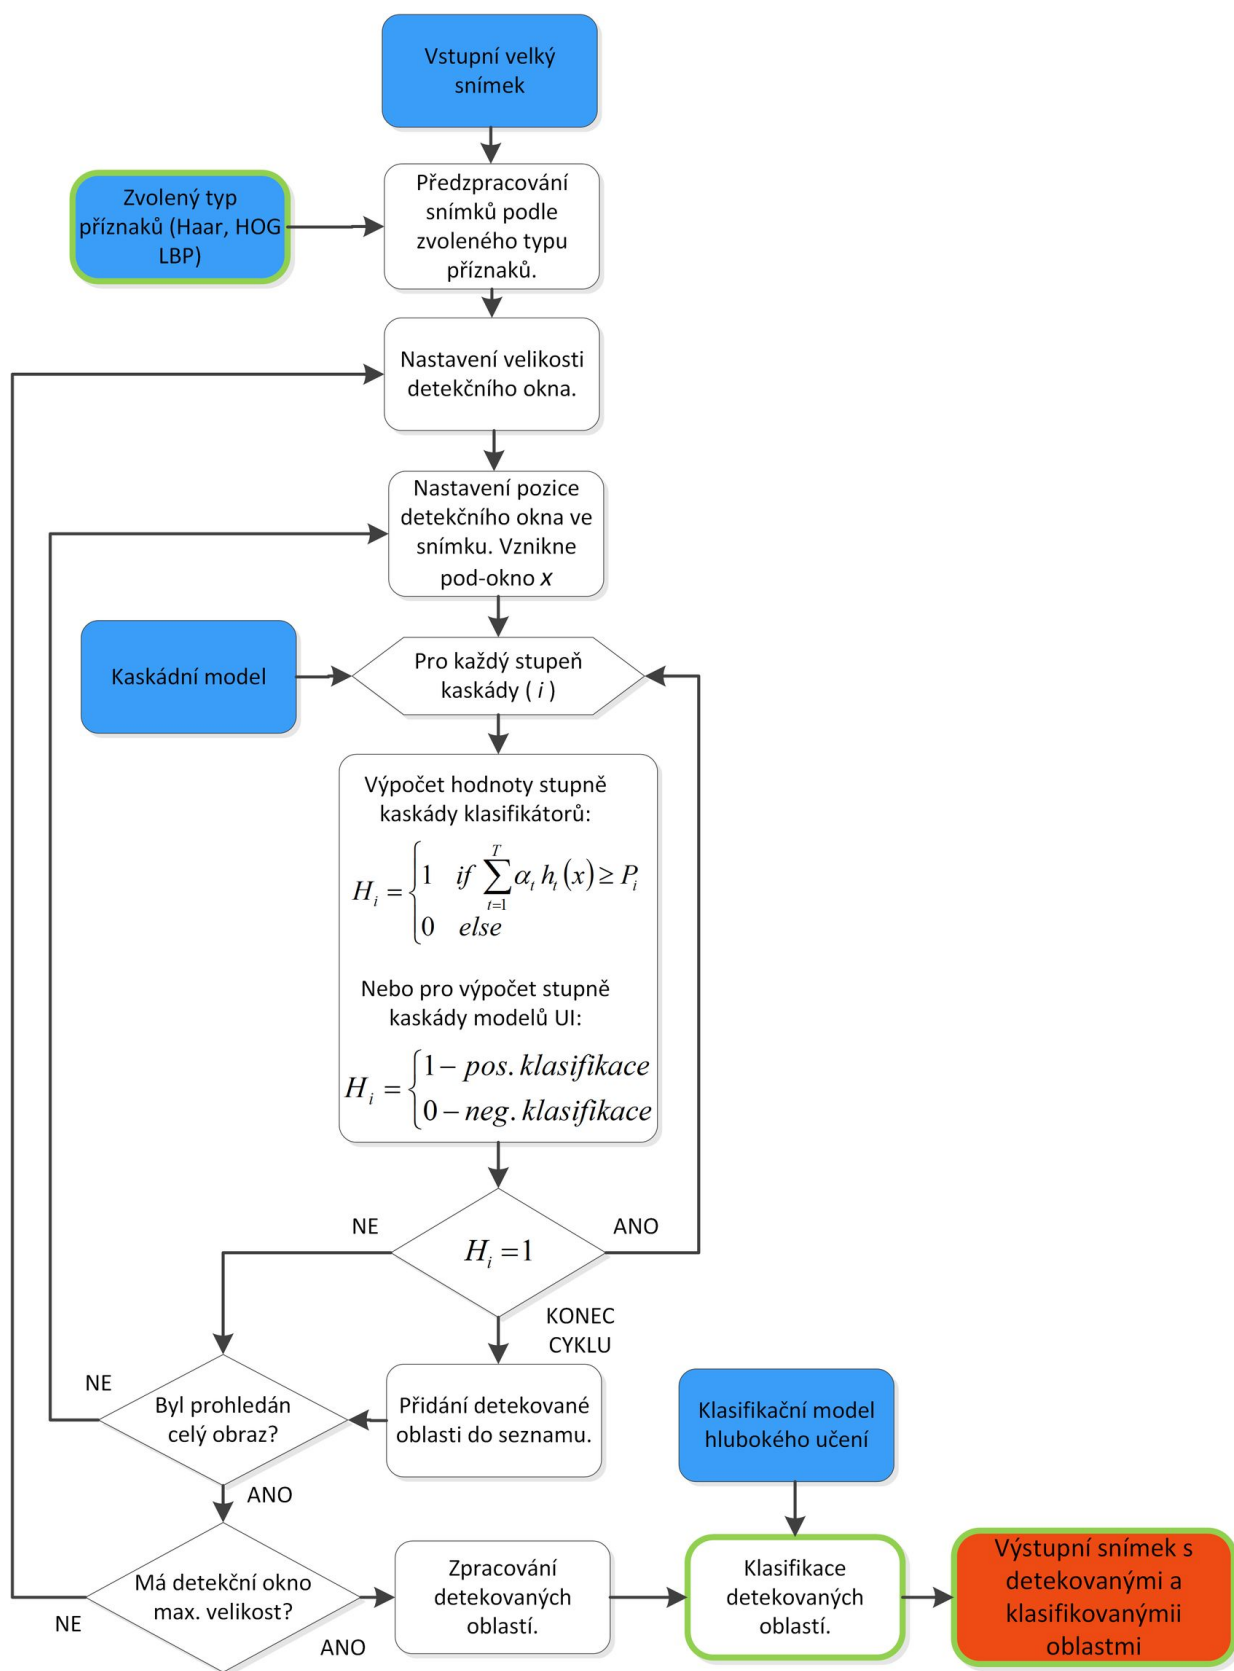 Vstupní velký
snímek
Zvolený typ
příznaků (Haar, HOG
LBP)
Předzpracování
snímků podle
zvoleného typu
příznaků.
Nastavení velikosti
detekčního okna.
Nastavení pozice
detekčního okna ve
snímku. Vznikne
pod-okno x
Kaskádní model
Pro každý stupeň
kaskády ( i )
Výpočet hodnoty stupně
kaskády klasifikátorů:
H_i = { 1 if \sum_{t=1}^{T} α_t h_t(x) ≥ P_i
0 else
Nebo pro výpočet stupně
kaskády modelů UI:
H_i = { 1 – pos. klasifikace
0 – neg. klasifikace
NE
ANO
H_i = 1
KONEC
CYKLU
NE
Byl prohledán
celý obraz?
Přidání detekované
oblasti do seznamu.
Klasifikační model
hlubokého učení
ANO
Má detekční okno
max. velikost?
NE
ANO
Zpracování
detekovaných
oblastí.
Klasifikace
detekovaných
oblastí.
Výstupní snímek s
detekovanými a
klasifikovanýmii
oblastmi